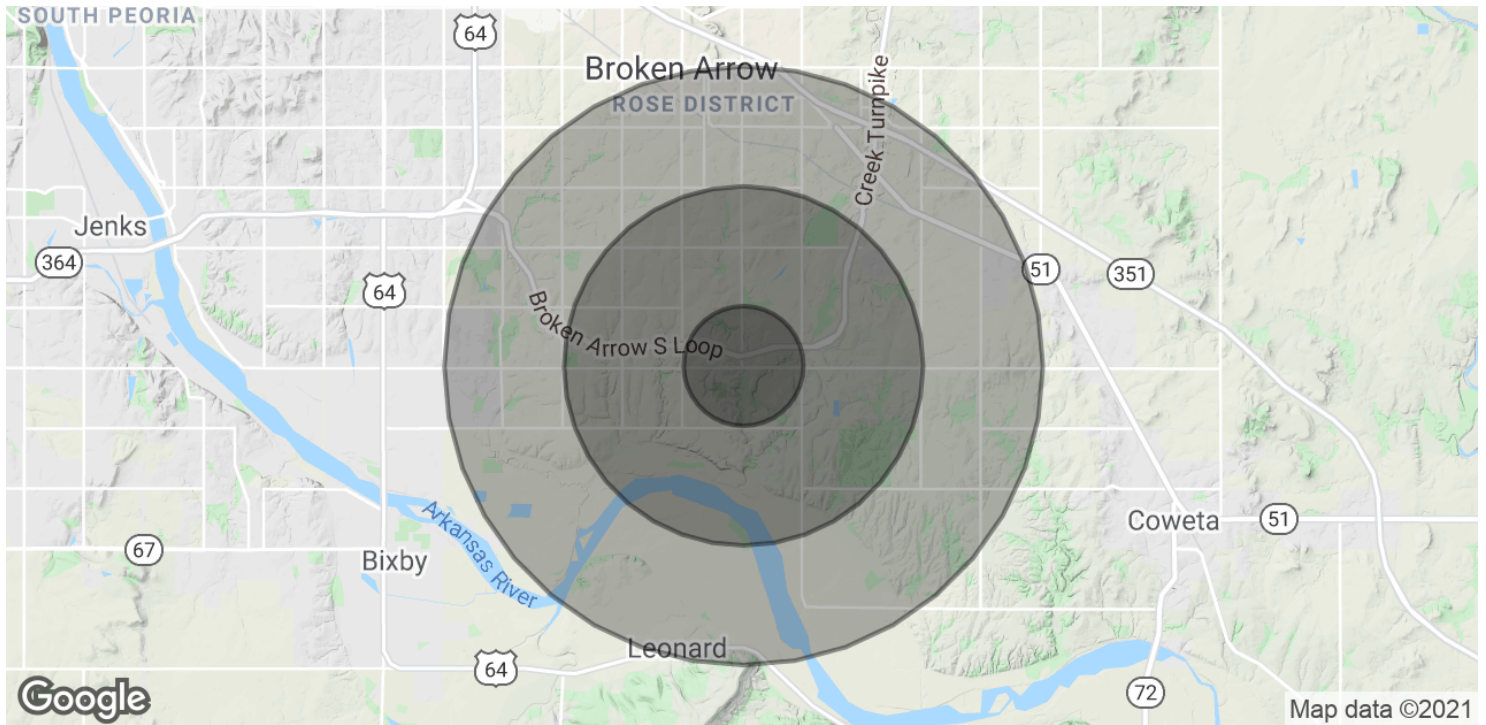 SOUTH PEORIA
64
Broken Arrow
ROSE DISTRICT
Creek Turnpike
Jenks
364
64
51
351
Broken Arrow S Loop
Arkansas River
Coweta
51
67
Bixby
Leonard
64
72
Google
Map data ©2021